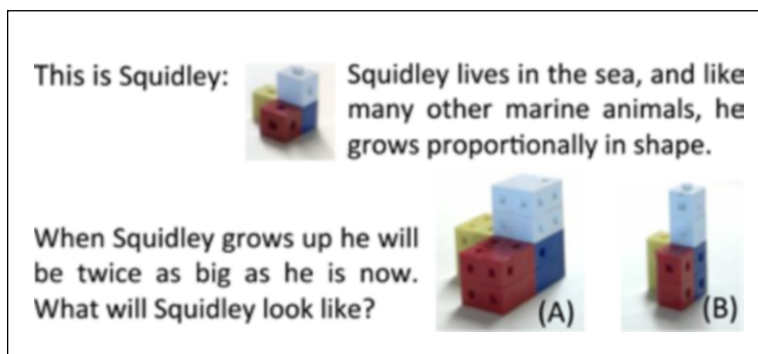 This is Squidley:
Squidley lives in the sea, and like
many other marine animals, he
grows proportionally in shape.
When Squidley grows up he will
be twice as big as he is now.
What will Squidley look like?
(A)
(B)